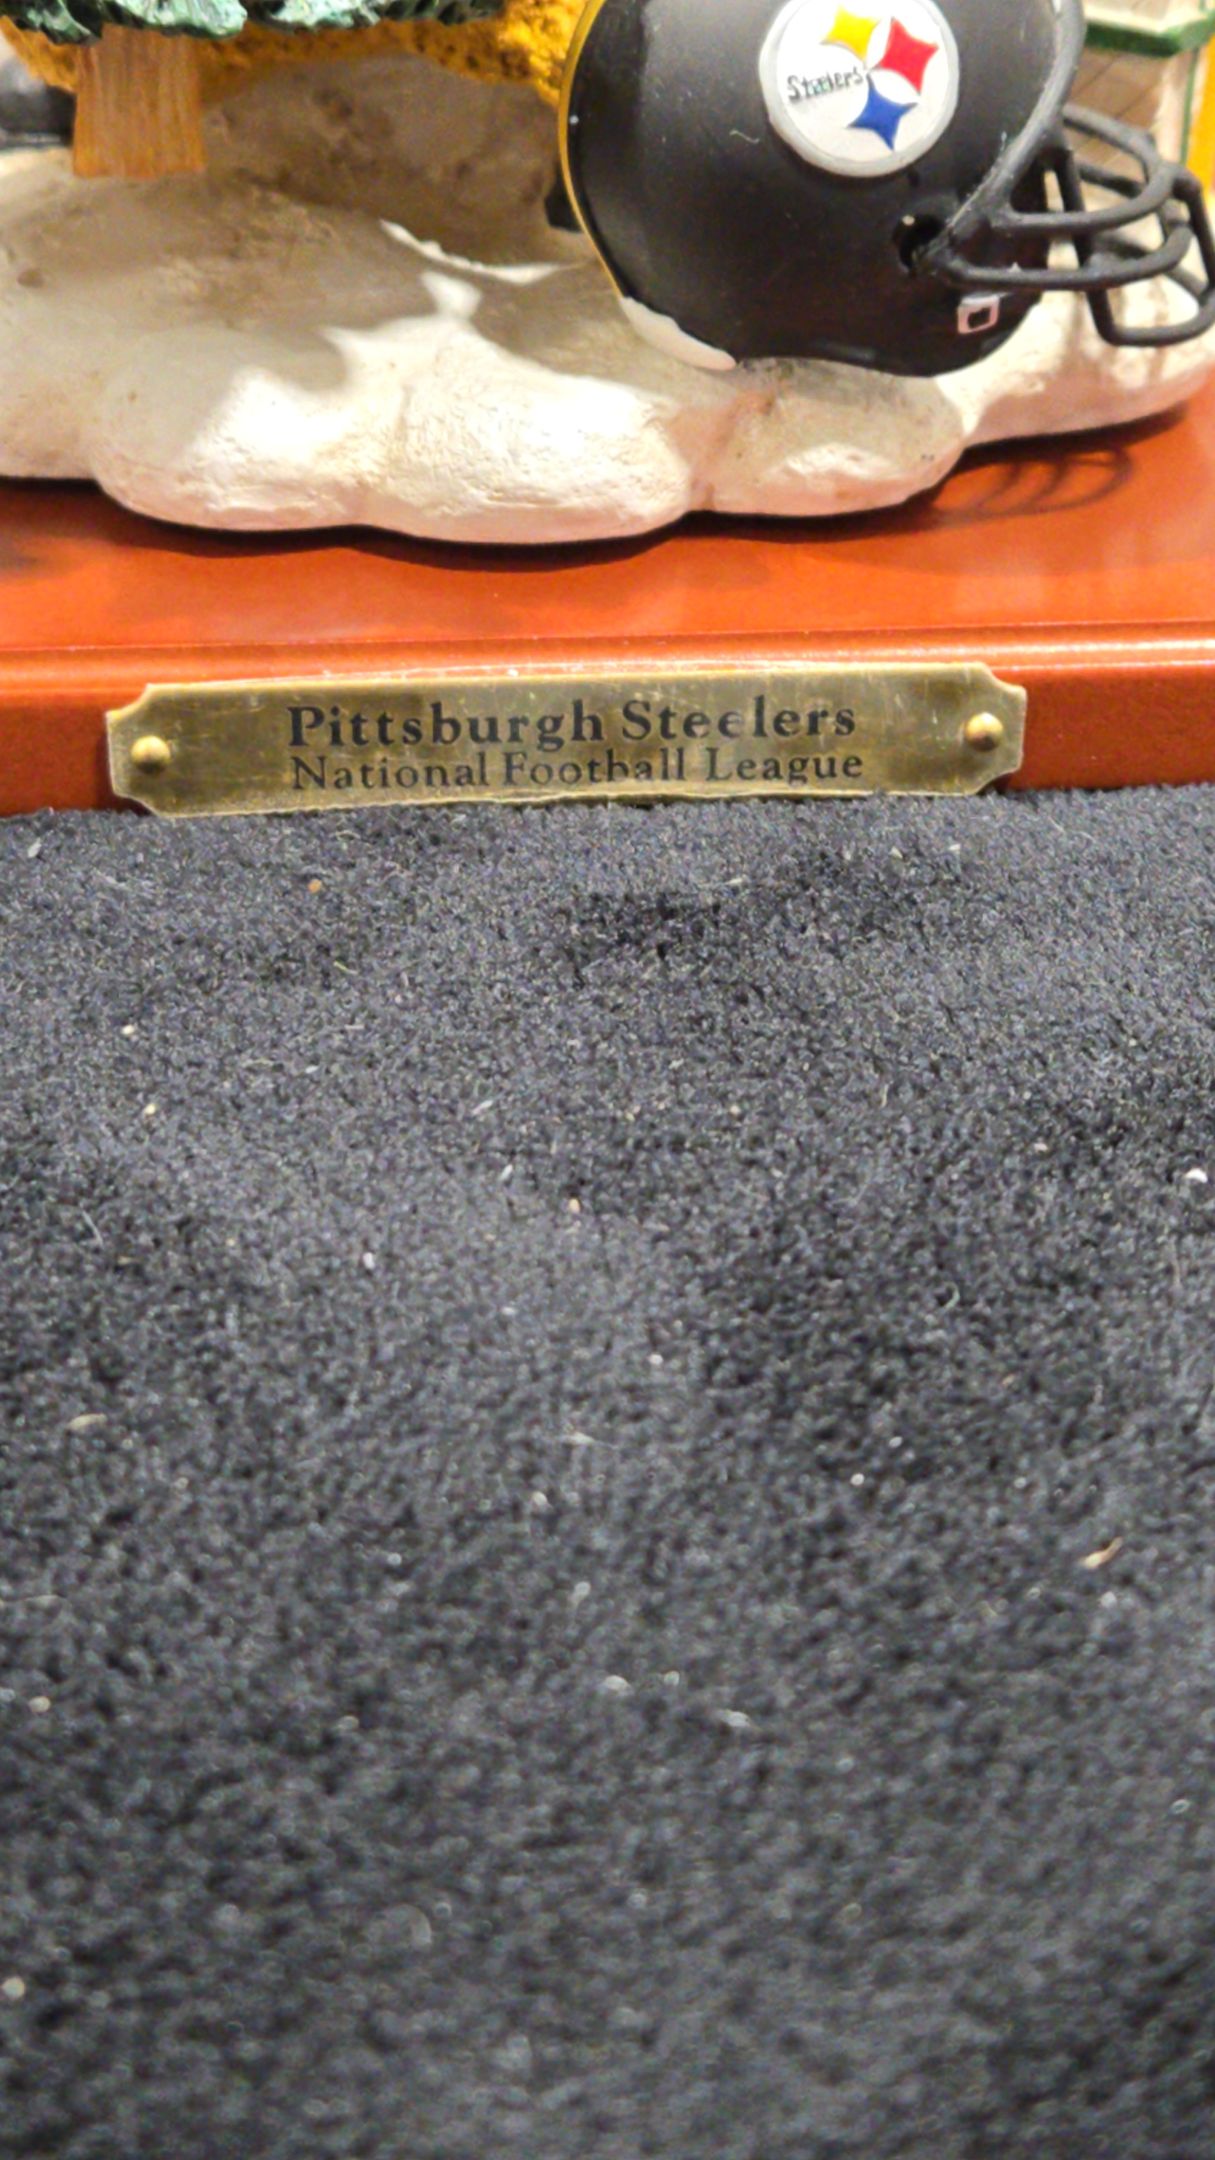 Steelers
Pittsburgh Steelers
National Football League